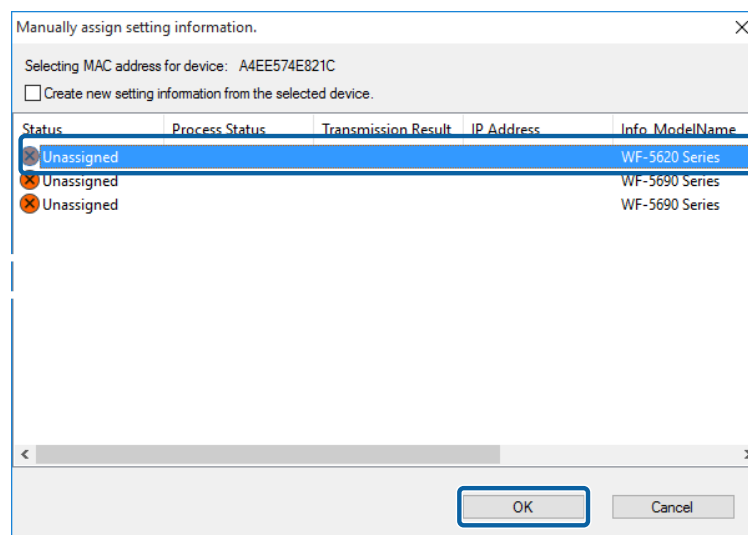 Manually assign setting information.
Selecting MAC address for device: A4EE574E821C
Create new setting information from the selected device.
Status Process Status Transmission Result IP Address Info_ModelName
Unassigned WF-5620 Series
Unassigned WF-5690 Series
Unassigned WF-5690 Series
OK Cancel